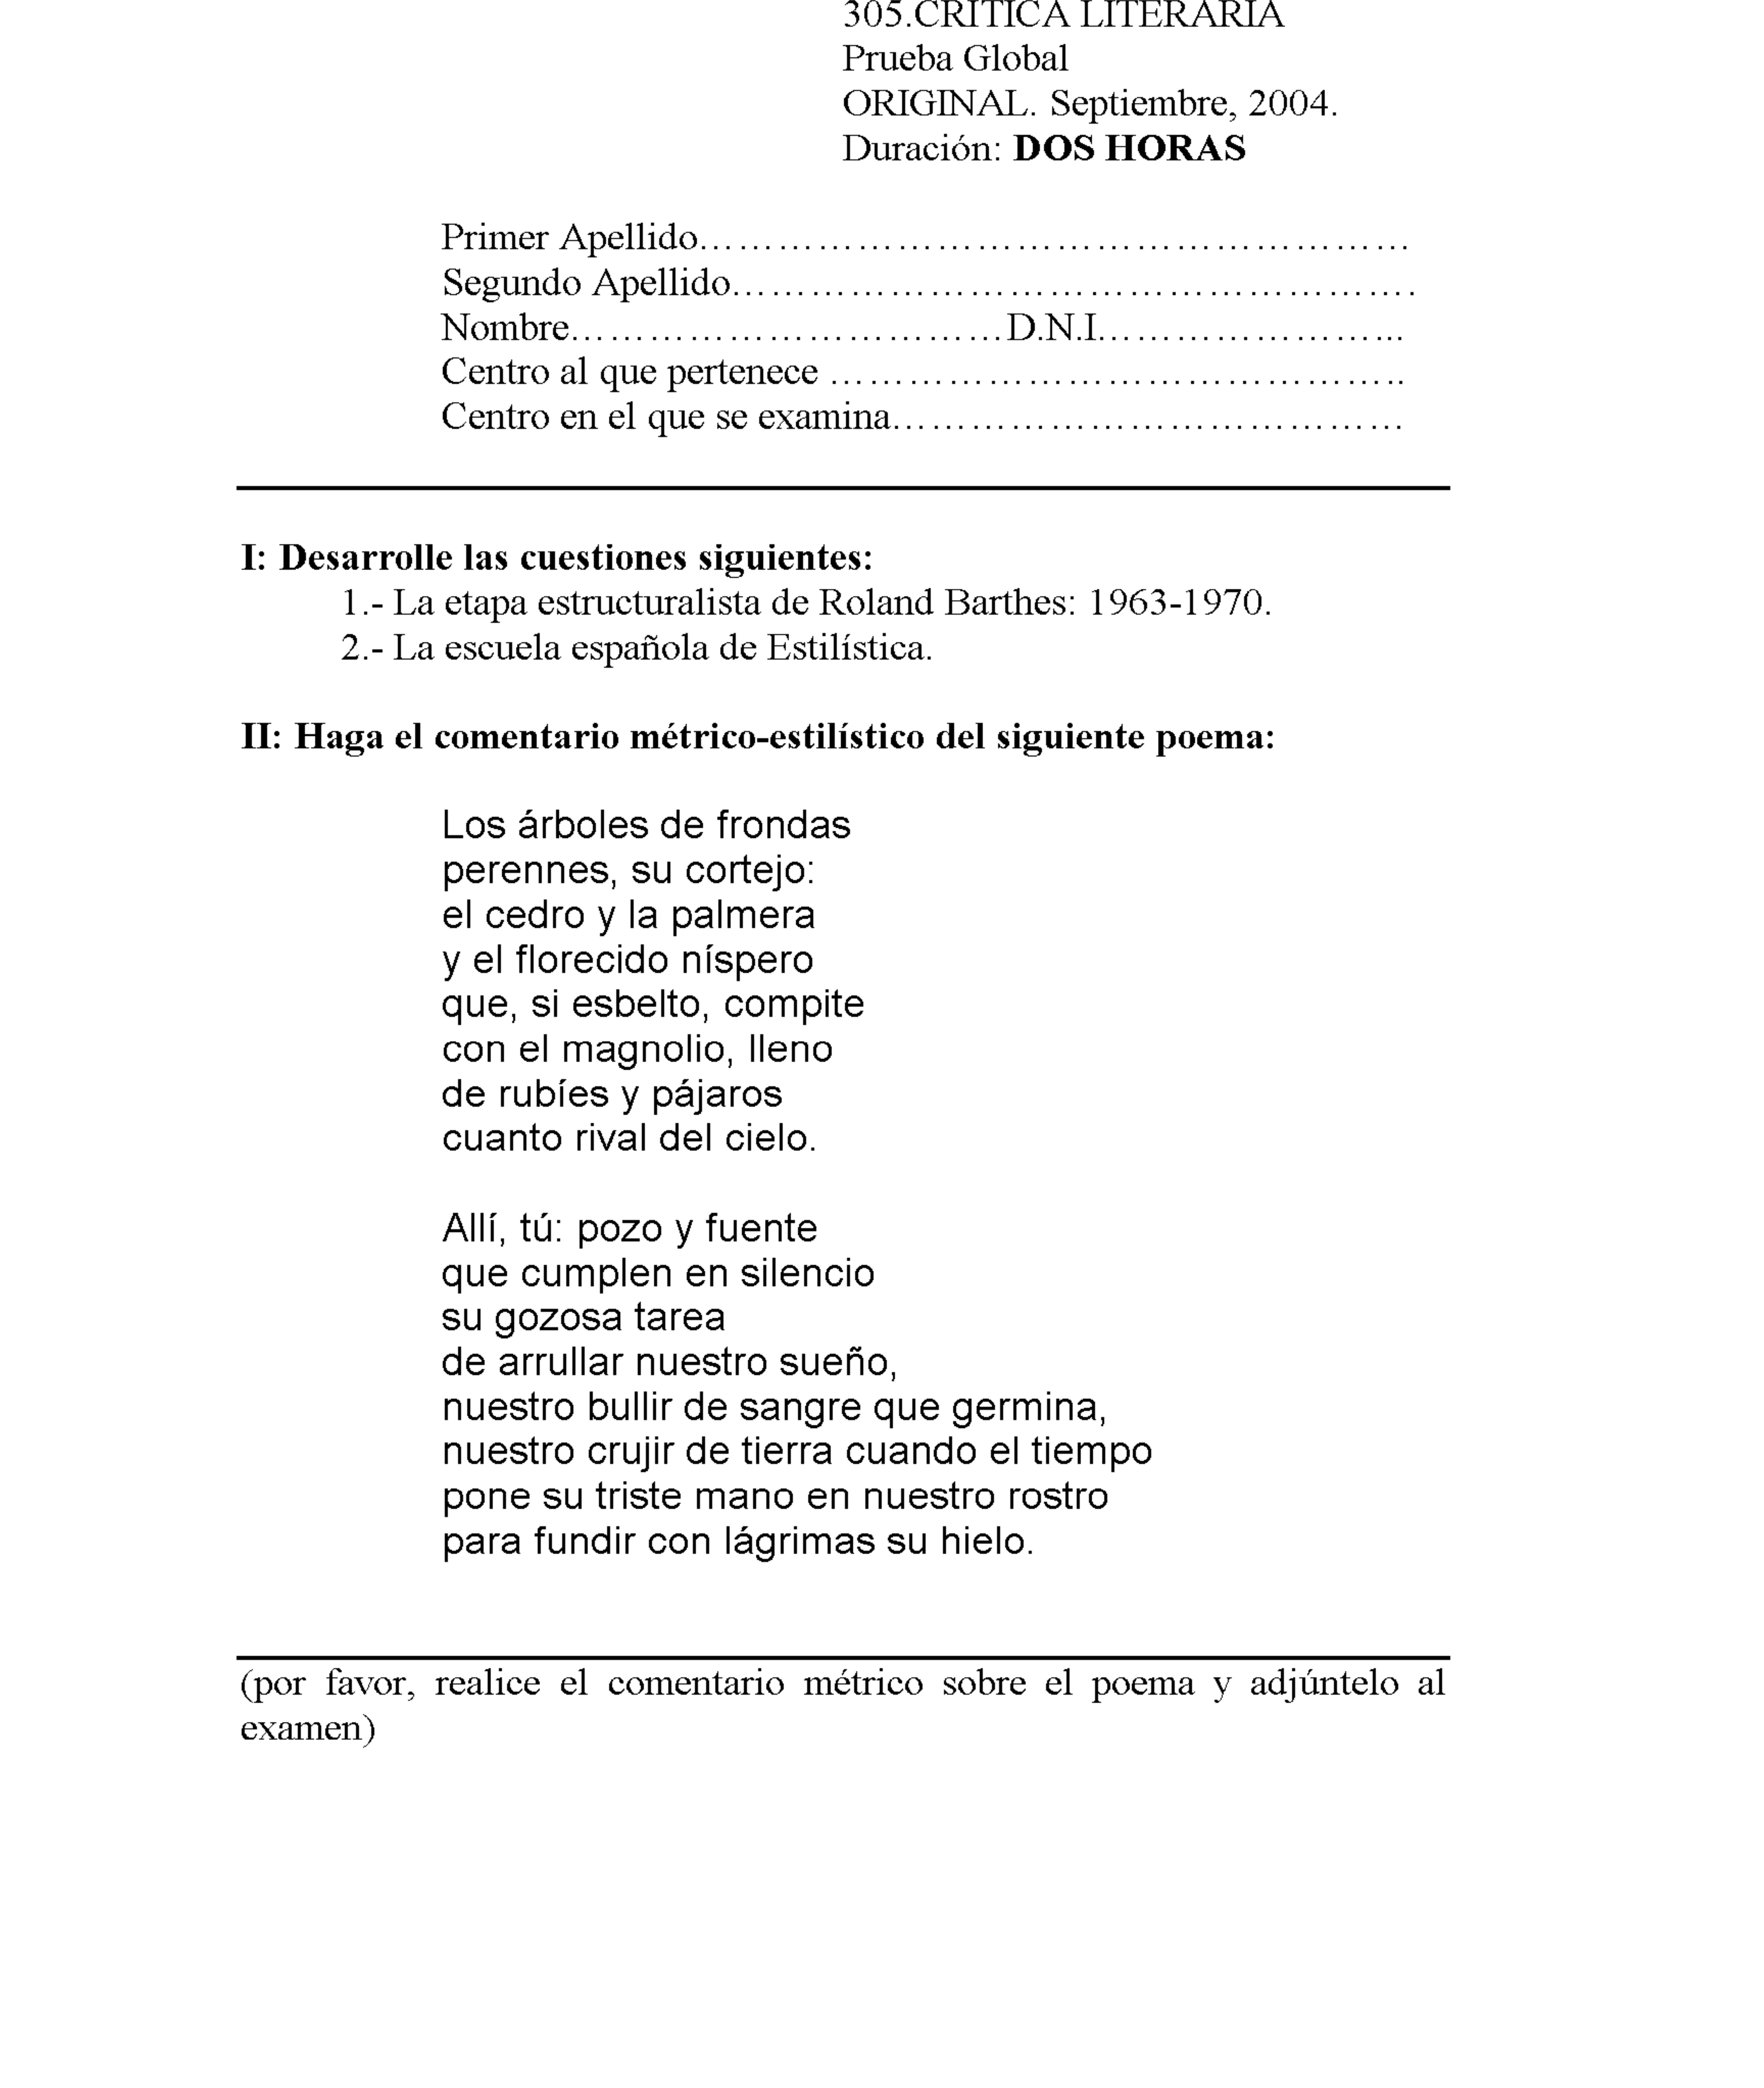 305.CRITICA LITERARIA
Prueba Global
ORIGINAL. Septiembre, 2004.
Duración: DOS HORAS
Primer Apellido………………………………………………
Segundo Apellido…………………………………………….
Nombre……………………………D.N.I…………………...
Centro al que pertenece ……………………………………..
Centro en el que se examina…………………………………
I: Desarrolle las cuestiones siguientes:
1.- La etapa estructuralista de Roland Barthes: 1963-1970.
2.- La escuela española de Estilística.
II: Haga el comentario métrico-estilístico del siguiente poema:
Los árboles de frondas
perennes, su cortejo:
el cedro y la palmera
y el florecido níspero
que, si esbelto, compite
con el magnolio, lleno
de rubíes y pájaros
cuanto rival del cielo.
Allí, tú: pozo y fuente
que cumplen en silencio
su gozosa tarea
de arrullar nuestro sueño,
nuestro bullir de sangre que germina,
nuestro crujir de tierra cuando el tiempo
pone su triste mano en nuestro rostro
para fundir con lágrimas su hielo.
(por favor, realice el comentario métrico sobre el poema y adjúntelo al
examen)